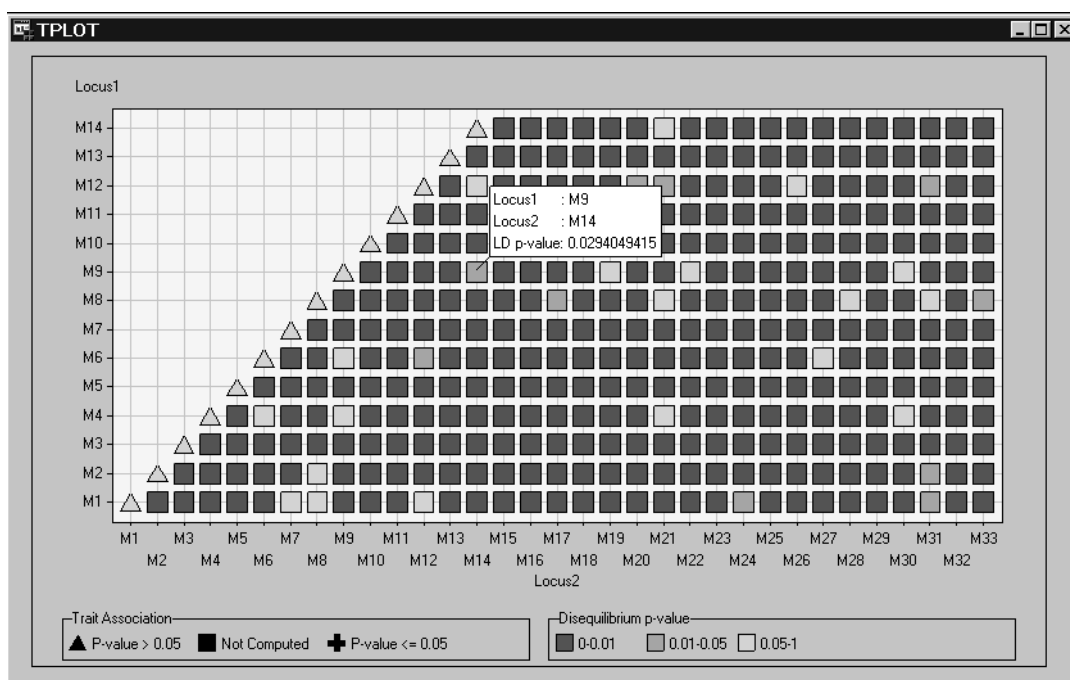 TPLOT
Locus1
M14
M13
M12
Locus1 : M9
M11
Locus2 : M14
M10
LD p-value: 0.0294049415
M9
M8
M7
M6
M5
M4
M3
M2
M1
M1 M3 M5 M7 M9 M11 M13 M15 M17 M19 M21 M23 M25 M27 M29 M31 M33
M2 M4 M6 M8 M10 M12 M14 M16 M18 M20 M22 M24 M26 M28 M30 M32
Locus2
Trait Association
P-value > 0.05 Not Computed P-value <= 0.05
Disequilibrium p-value
0-0.01 0.01-0.05 0.05-1